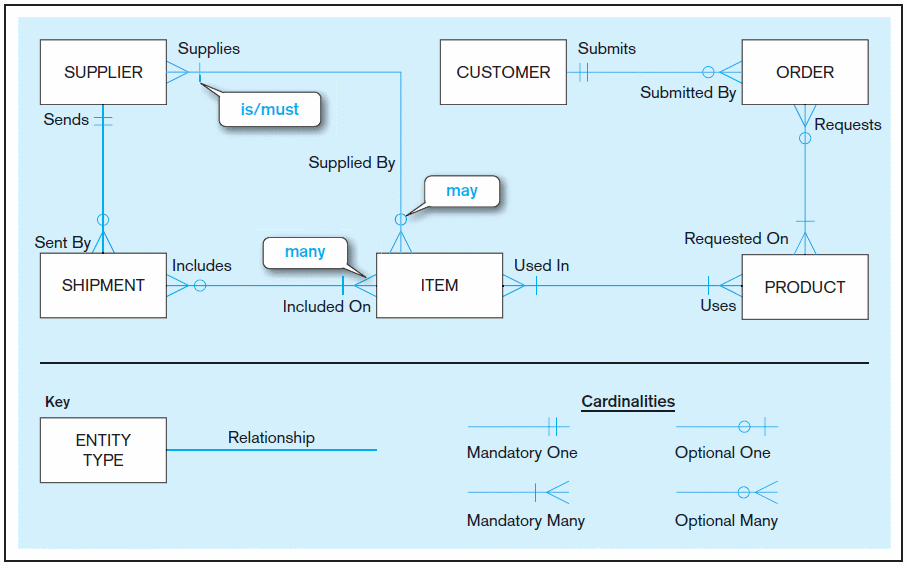 Supplies
Submits
SUPPLIER
CUSTOMER
ORDER
is/must
Submitted By
Sends
Requests
Supplied By
may
Sent By
many
Requested On
Includes
Used In
SHIPMENT
ITEM
PRODUCT
Included On
Uses
Key
Cardinalities
ENTITY
TYPE
Relationship
Mandatory One
Optional One
Mandatory Many
Optional Many